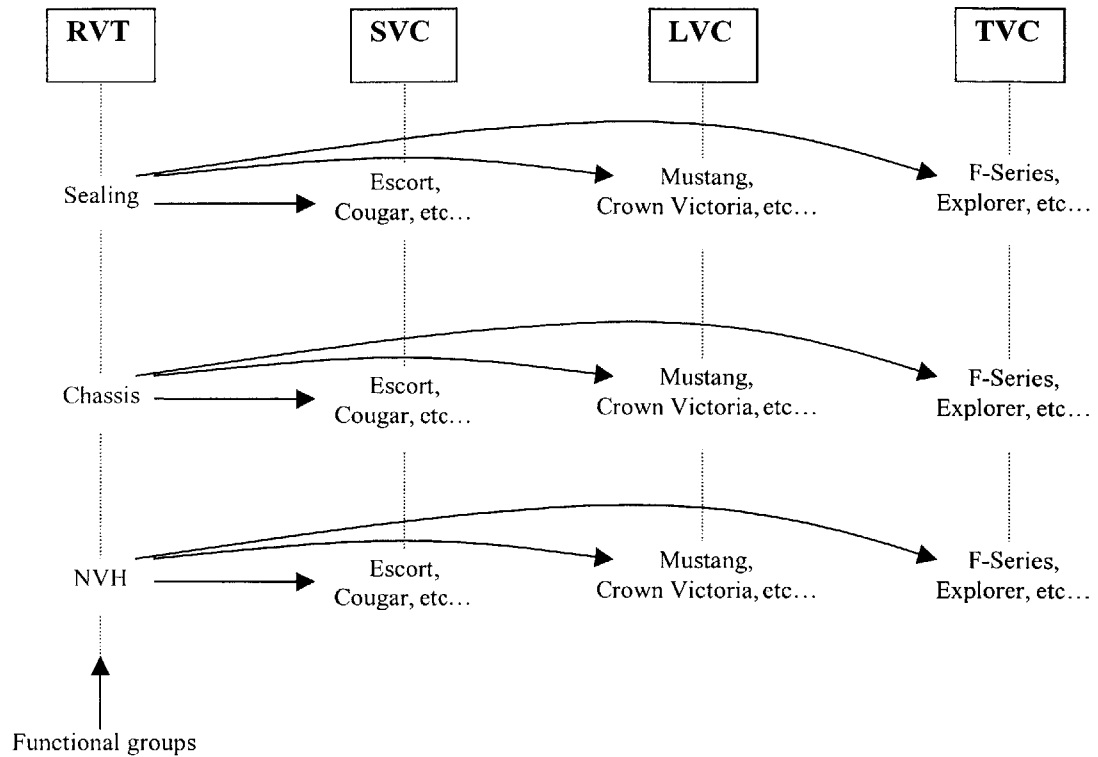 RVT
SVC
LVC
TVC
Sealing
Escort,
Cougar, etc…
Mustang,
Crown Victoria, etc…
F-Series,
Explorer, etc…
Chassis
Escort,
Cougar, etc…
Mustang,
Crown Victoria, etc…
F-Series,
Explorer, etc…
NVH
Escort,
Cougar, etc…
Mustang,
Crown Victoria, etc…
F-Series,
Explorer, etc…
Functional groups